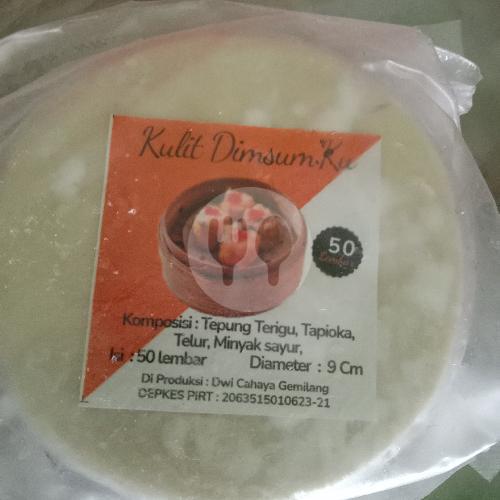 Kulit Dimsum.Ku
50
Lembar
Komposisi : Tepung Terigu, Tapioka,
Telur, Minyak sayur,
Isi : 50 lembar Diameter : 9 Cm
Di Produksi : Dwi Cahaya Gemilang
DEPKES PIRT : 2063515010623-21